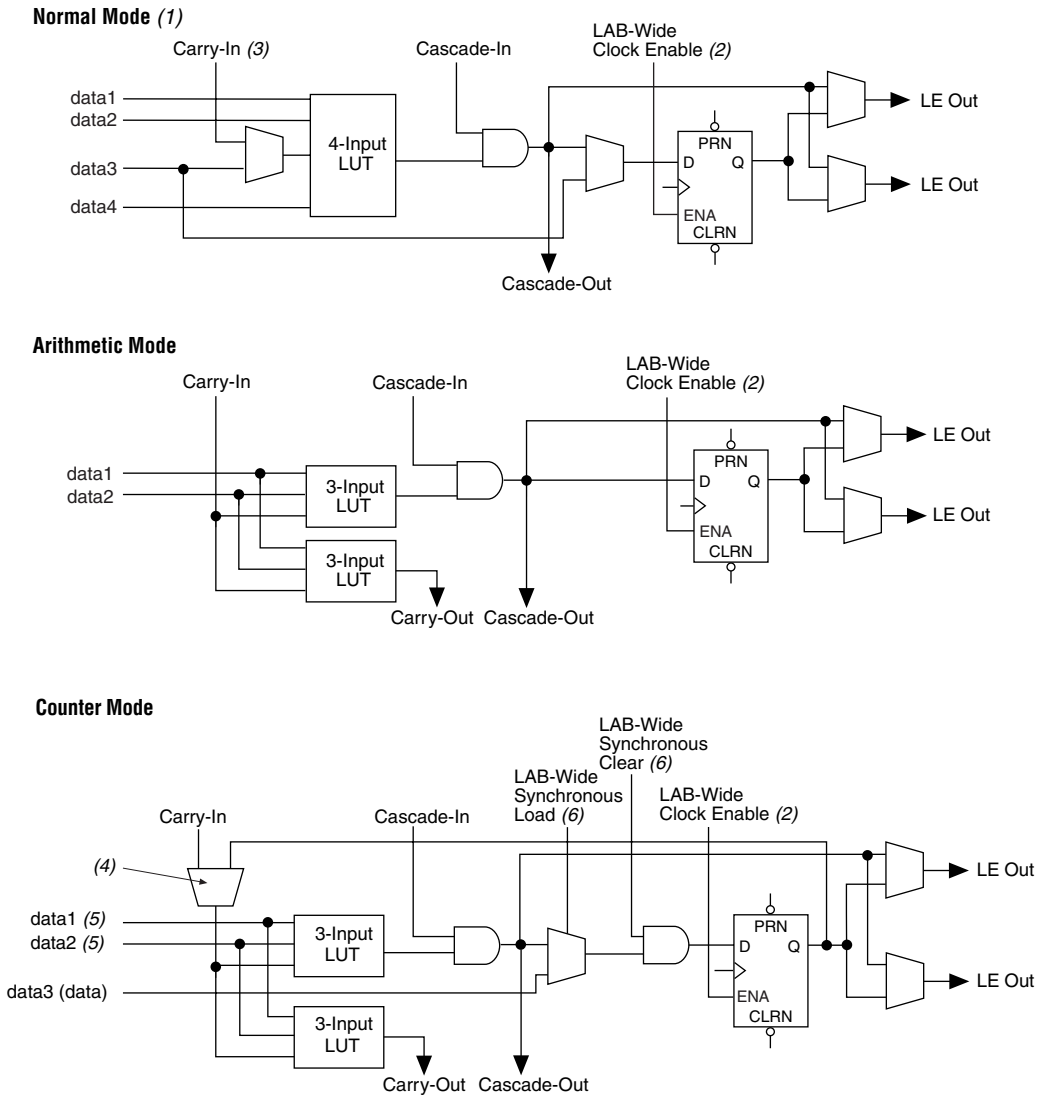 Normal Mode (1)
Carry-In (3)
Cascade-In
LAB-Wide
Clock Enable (2)
data1
data2
data3
data4
4-Input
LUT
PRN
D
Q
ENA
CLRN
LE Out
LE Out
Cascade-Out
Arithmetic Mode
Carry-In
Cascade-In
LAB-Wide
Clock Enable (2)
data1
data2
3-Input
LUT
3-Input
LUT
PRN
D
Q
ENA
CLRN
LE Out
LE Out
Carry-Out
Cascade-Out
Counter Mode
Carry-In
Cascade-In
LAB-Wide
Synchronous
Load (6)
LAB-Wide
Synchronous
Clear (6)
LAB-Wide
Clock Enable (2)
(4)
data1 (5)
data2 (5)
data3 (data)
3-Input
LUT
3-Input
LUT
PRN
D
Q
ENA
CLRN
LE Out
LE Out
Carry-Out
Cascade-Out